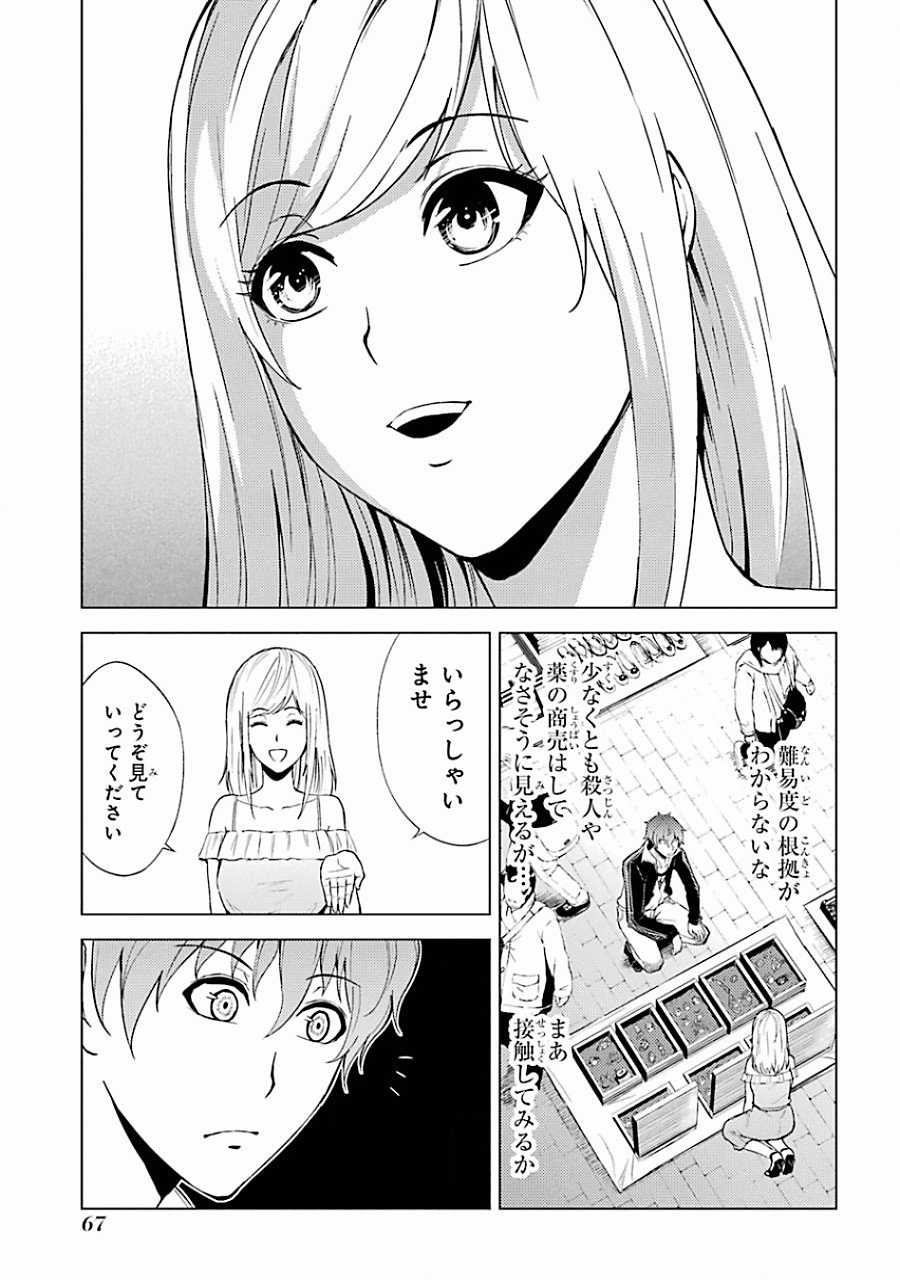 難易度の根拠が
わからないな
少なくとも殺人や
薬の商売はして
なさそうに見えるが…
まあ
接触してみるか
いらっしゃい
ませ
どうぞ見て
いってください
67